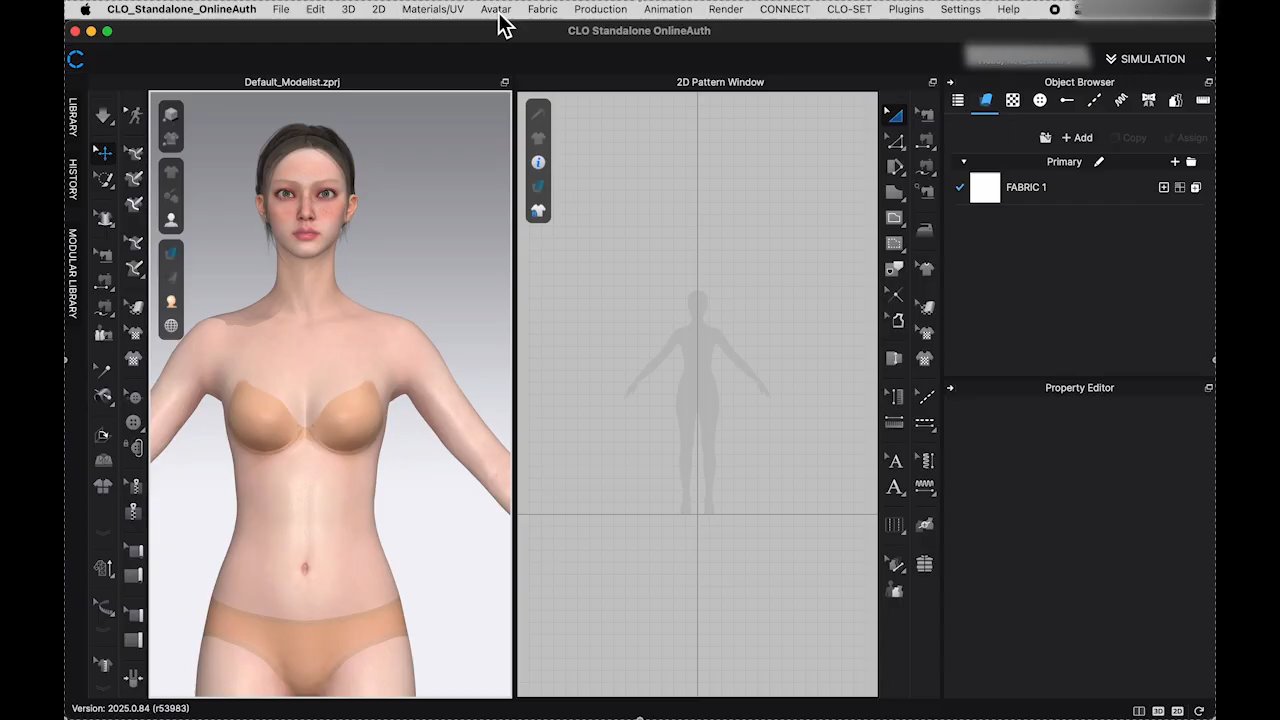 CLO_Standalone_OnlineAuth File Edit 3D 2D Materials/UV Avatar Fabric Production Animation Render CONNECT CLO-SET Plugins Settings Help
CLO Standalone OnlineAuth
SIMULATION
Default_Modelist.zprj
2D Pattern Window
Object Browser
LIBRARY
HISTORY
MODULAR LIBRARY
+ Add
Copy
Assign
Primary
FABRIC 1
Property Editor
Version: 2025.0.84 (r53983)
3D 2D